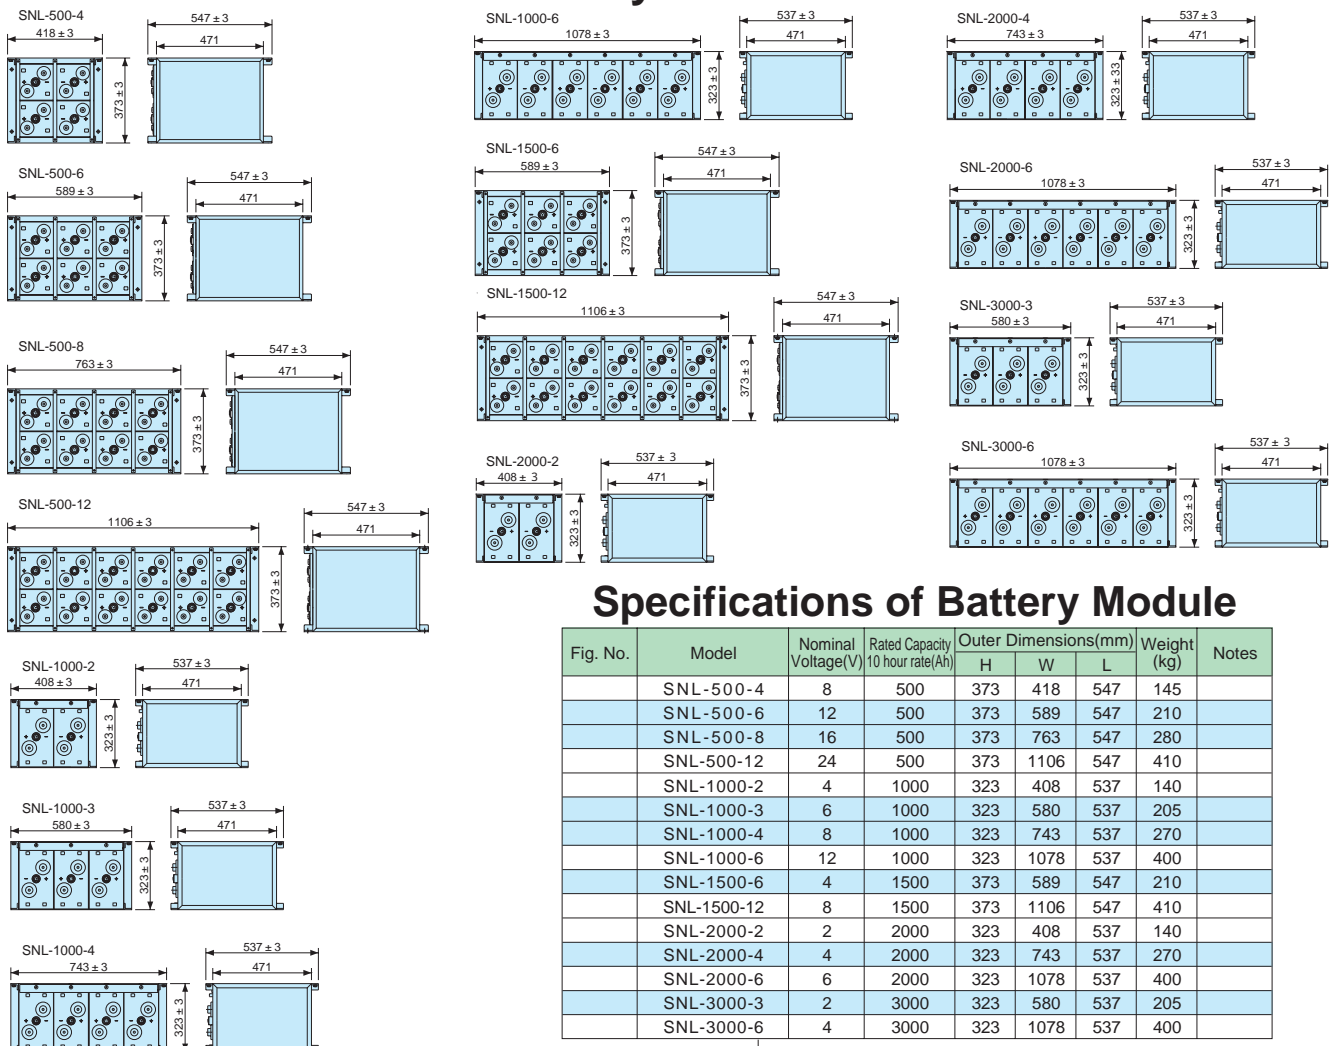 SNL-500-4
418 ± 3
547 ± 3
471
373 ± 3
SNL-500-6
589 ± 3
547 ± 3
471
373 ± 3
SNL-500-8
763 ± 3
547 ± 3
471
373 ± 3
SNL-500-12
1106 ± 3
547 ± 3
471
373 ± 3
SNL-1000-2
408 ± 3
537 ± 3
471
323 ± 3
SNL-1000-3
580 ± 3
537 ± 3
471
323 ± 3
SNL-1000-4
743 ± 3
537 ± 3
471
323 ± 3
SNL-1000-6
1078 ± 3
537 ± 3
471
323 ± 3
SNL-1500-6
589 ± 3
547 ± 3
471
373 ± 3
SNL-1500-12
1106 ± 3
547 ± 3
471
373 ± 3
SNL-2000-2
408 ± 3
537 ± 3
471
323 ± 3
SNL-2000-4
743 ± 3
537 ± 3
471
323 ± 33
SNL-2000-6
1078 ± 3
537 ± 3
471
323 ± 3
SNL-3000-3
580 ± 3
537 ± 3
471
323 ± 3
SNL-3000-6
1078 ± 3
537 ± 3
471
323 ± 3
Specifications of Battery Module
Fig. No. Model Nominal Voltage(V) Rated Capacity 10 hour rate(Ah) Outer Dimensions(mm) Weight (kg) Notes
H W L
SNL-500-4 8 500 373 418 547 145
SNL-500-6 12 500 373 589 547 210
SNL-500-8 16 500 373 763 547 280
SNL-500-12 24 500 373 1106 547 410
SNL-1000-2 4 1000 323 408 537 140
SNL-1000-3 6 1000 323 580 537 205
SNL-1000-4 8 1000 323 743 537 270
SNL-1000-6 12 1000 323 1078 537 400
SNL-1500-6 4 1500 373 589 547 210
SNL-1500-12 8 1500 373 1106 547 410
SNL-2000-2 2 2000 323 408 537 140
SNL-2000-4 4 2000 323 743 537 270
SNL-2000-6 6 2000 323 1078 537 400
SNL-3000-3 2 3000 323 580 537 205
SNL-3000-6 4 3000 323 1078 537 400